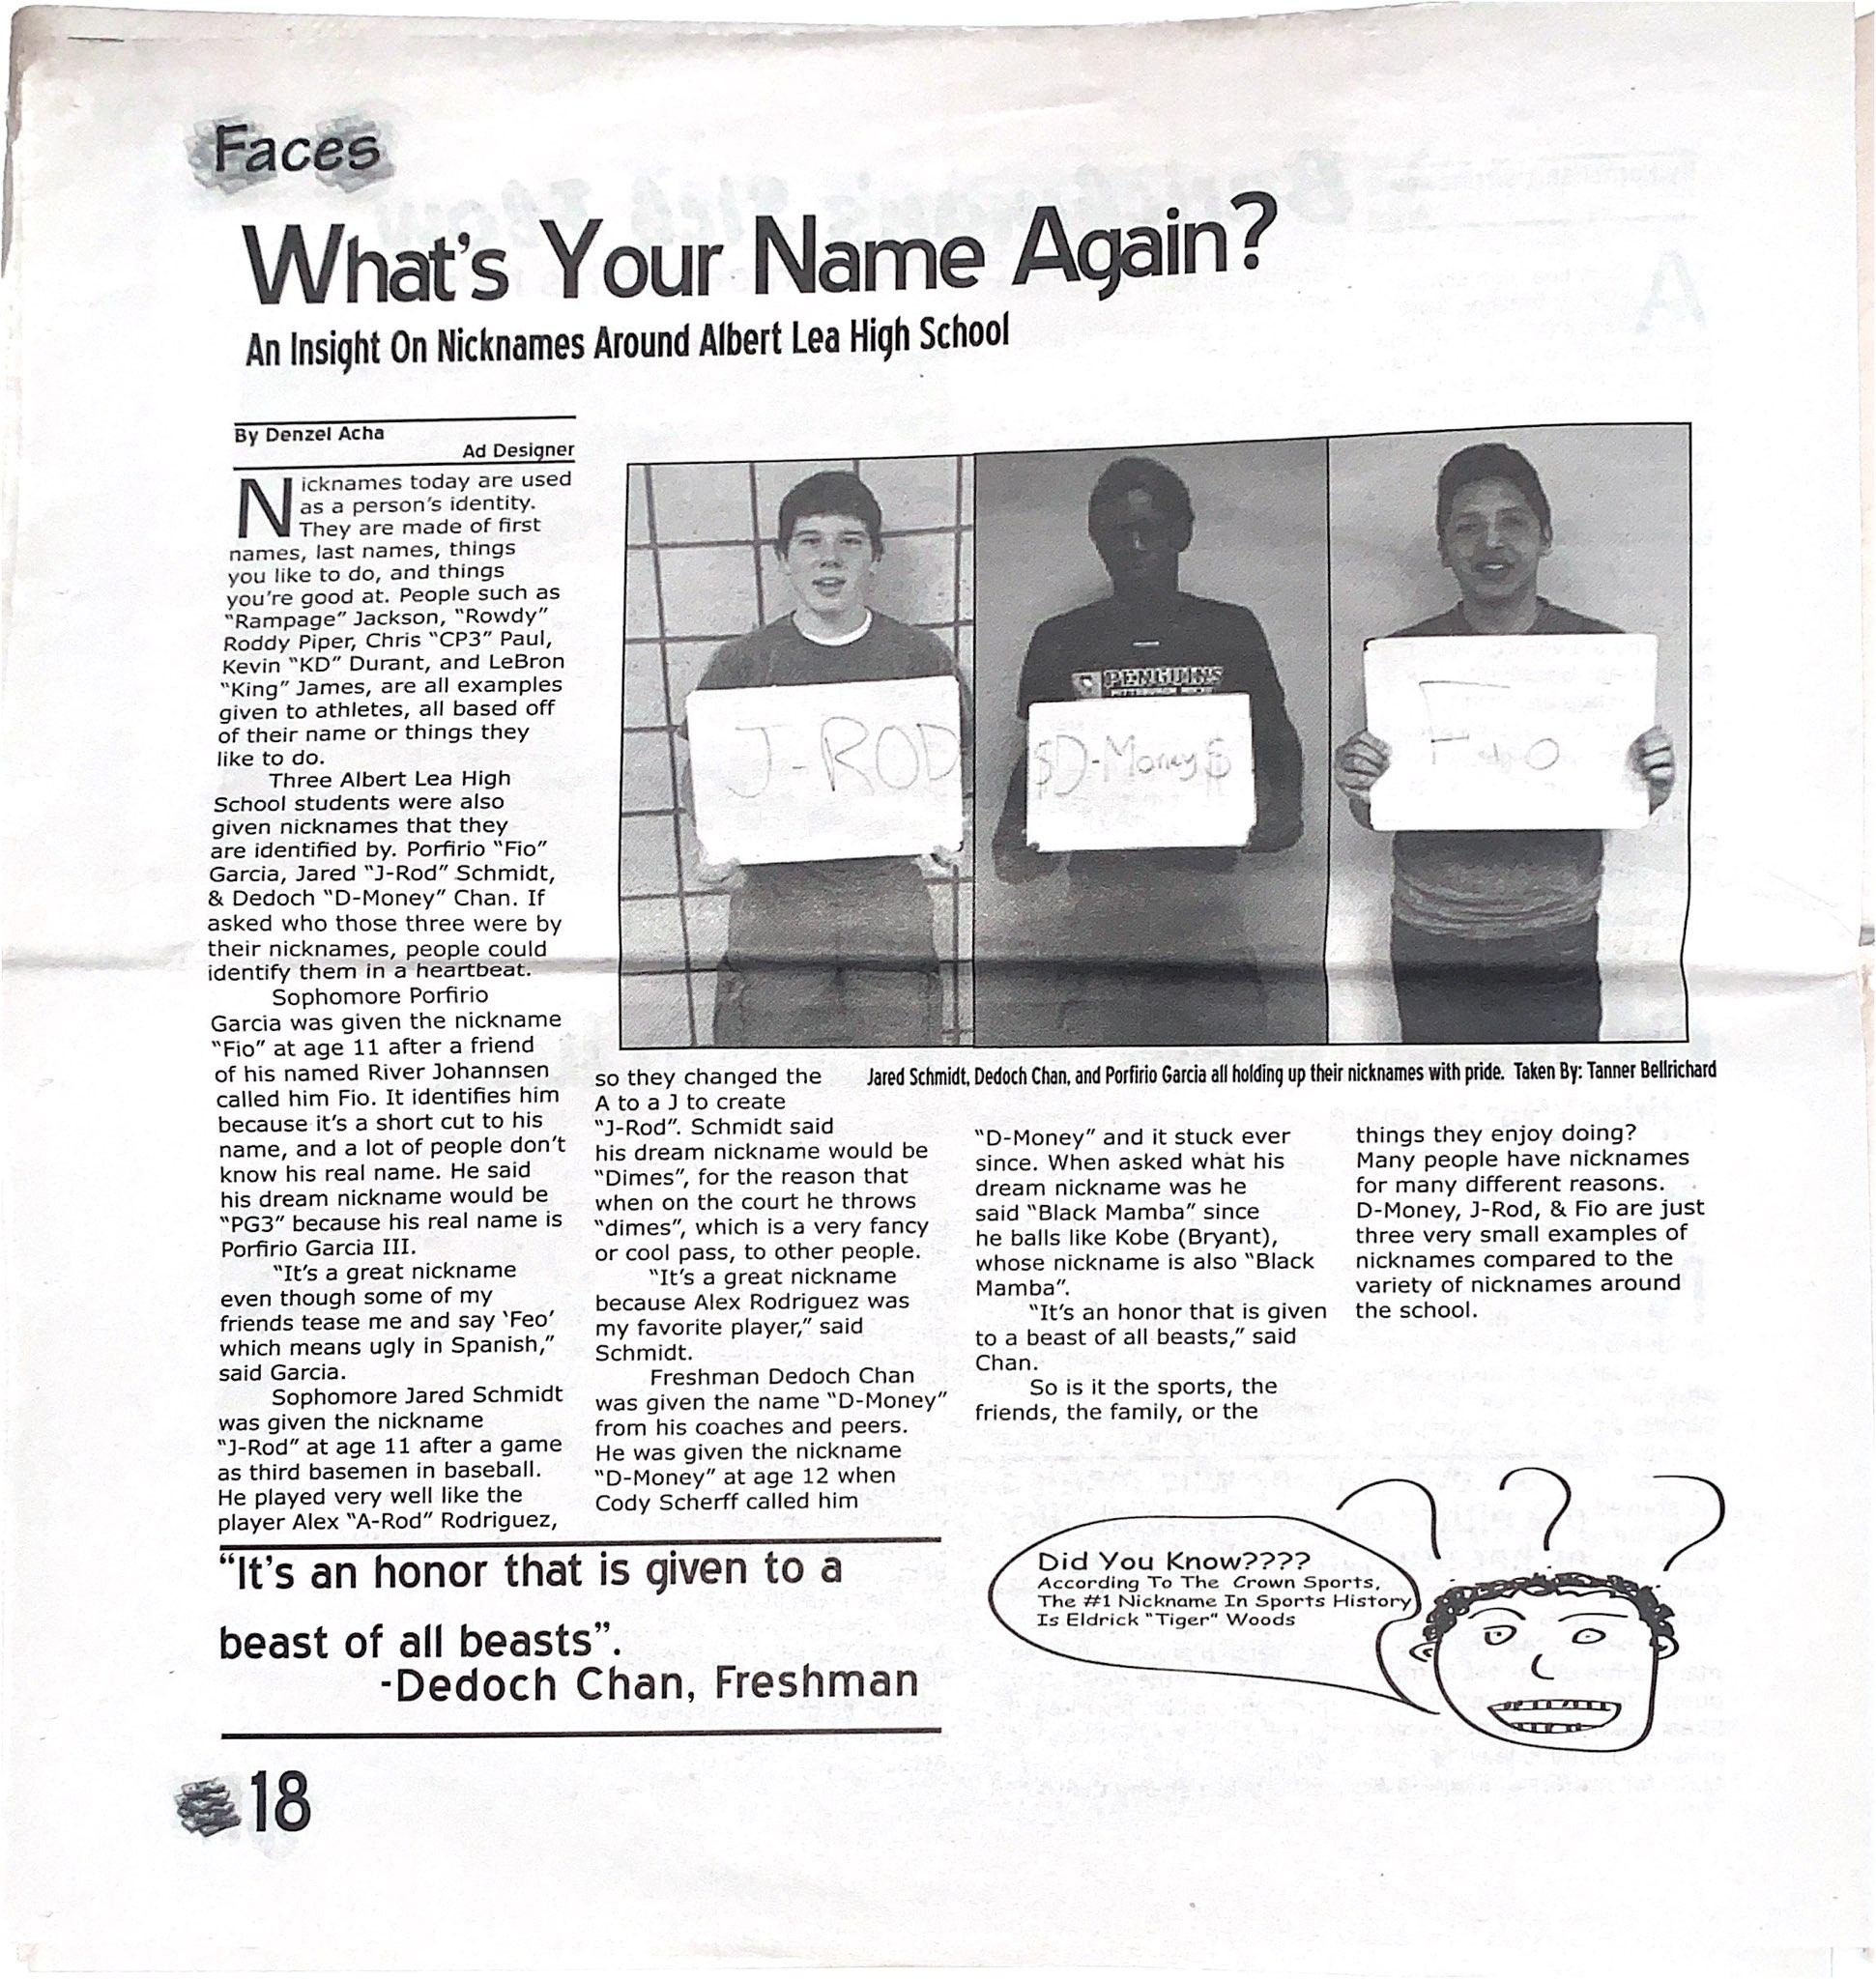 Faces
What's Your Name Again?
An Insight On Nicknames Around Albert Lea High School
By Denzel Acha
Ad Designer
Nicknames today are used
as a person's identity.
They are made of first
names, last names, things
you like to do, and things
you're good at. People such as
"Rampage" Jackson, "Rowdy"
Roddy Piper, Chris "CP3" Paul,
Kevin "KD" Durant, and LeBron
"King" James, are all examples
given to athletes, all based off
of their name or things they
like to do.
Three Albert Lea High
School students were also
given nicknames that they
are identified by. Porfirio "Fio"
Garcia, Jared "J-Rod" Schmidt,
& Dedoch "D-Money" Chan. If
asked who those three were by
their nicknames, people could
identify them in a heartbeat.
Sophomore Porfirio
Garcia was given the nickname
"Fio" at age 11 after a friend
of his named River Johannsen
called him Fio. It identifies him
because it's a short cut to his
name, and a lot of people don't
know his real name. He said
his dream nickname would be
"PG3" because his real name is
Porfirio Garcia III.
"It's a great nickname
even though some of my
friends tease me and say 'Feo'
which means ugly in Spanish,"
said Garcia.
Sophomore Jared Schmidt
was given the nickname
"J-Rod" at age 11 after a game
as third basemen in baseball.
He played very well like the
player Alex "A-Rod" Rodriguez,
J-ROD
$D-Money$
PENGUINS
PITTSBURGH HOCKEY
Jared Schmidt, Dedoch Chan, and Porfirio Garcia all holding up their nicknames with pride. Taken By: Tanner Bellrichard
so they changed the
A to a J to create
"J-Rod". Schmidt said
his dream nickname would be
"Dimes", for the reason that
when on the court he throws
"dimes", which is a very fancy
or cool pass, to other people.
"It's a great nickname
because Alex Rodriguez was
my favorite player," said
Schmidt.
Freshman Dedoch Chan
was given the name "D-Money"
from his coaches and peers.
He was given the nickname
"D-Money" at age 12 when
Cody Scherff called him
"D-Money" and it stuck ever
since. When asked what his
dream nickname was he
said "Black Mamba" since
he balls like Kobe (Bryant),
whose nickname is also "Black
Mamba".
"It's an honor that is given
to a beast of all beasts," said
Chan.
So is it the sports, the
friends, the family, or the
things they enjoy doing?
Many people have nicknames
for many different reasons.
D-Money, J-Rod, & Fio are just
three very small examples of
nicknames compared to the
variety of nicknames around
the school.
"It's an honor that is given to a
beast of all beasts".
-Dedoch Chan, Freshman
? ? ?
Did You Know????
According To The Crown Sports,
The #1 Nickname In Sports History
Is Eldrick "Tiger" Woods
18